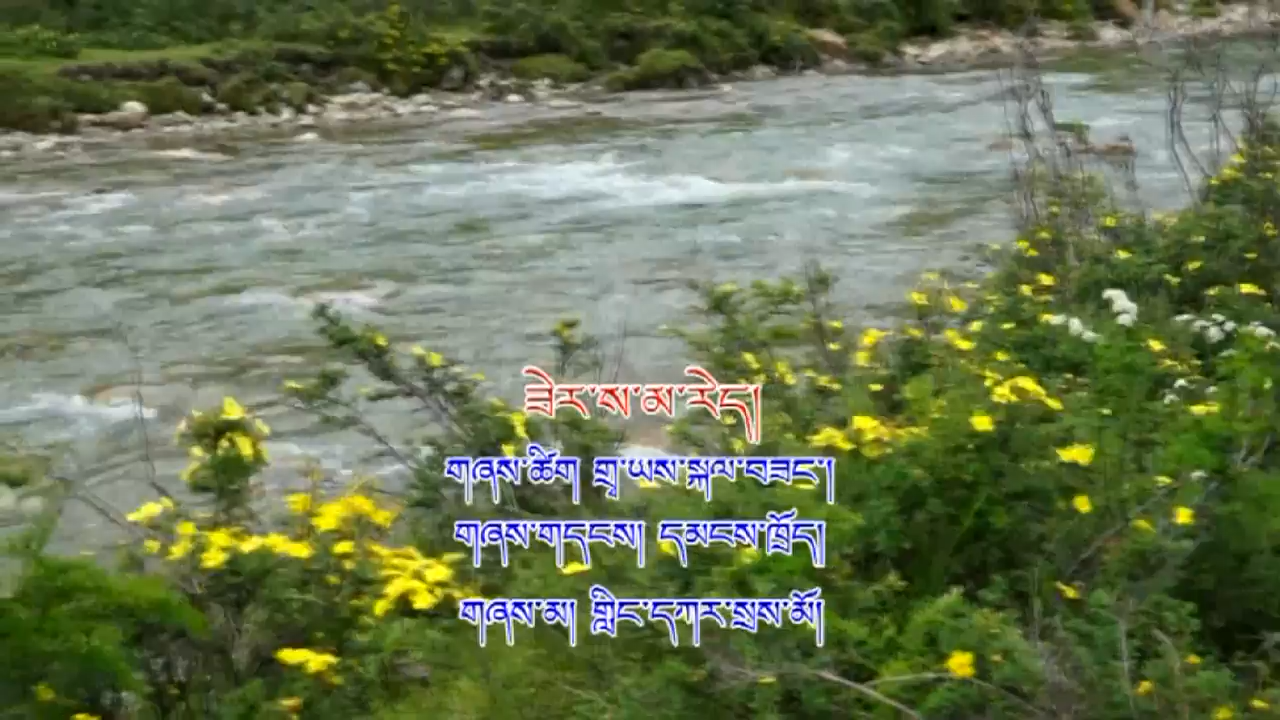 ཟེར་ས་མ་རེད།
གཞས་ཚིག གྲྭ་ཡས་སྐལ་བཟང་།
གཞས་གདངས། དམངས་ཁྲོད།
གཞས་མ། གླིང་དཀར་སྲས་མོ།